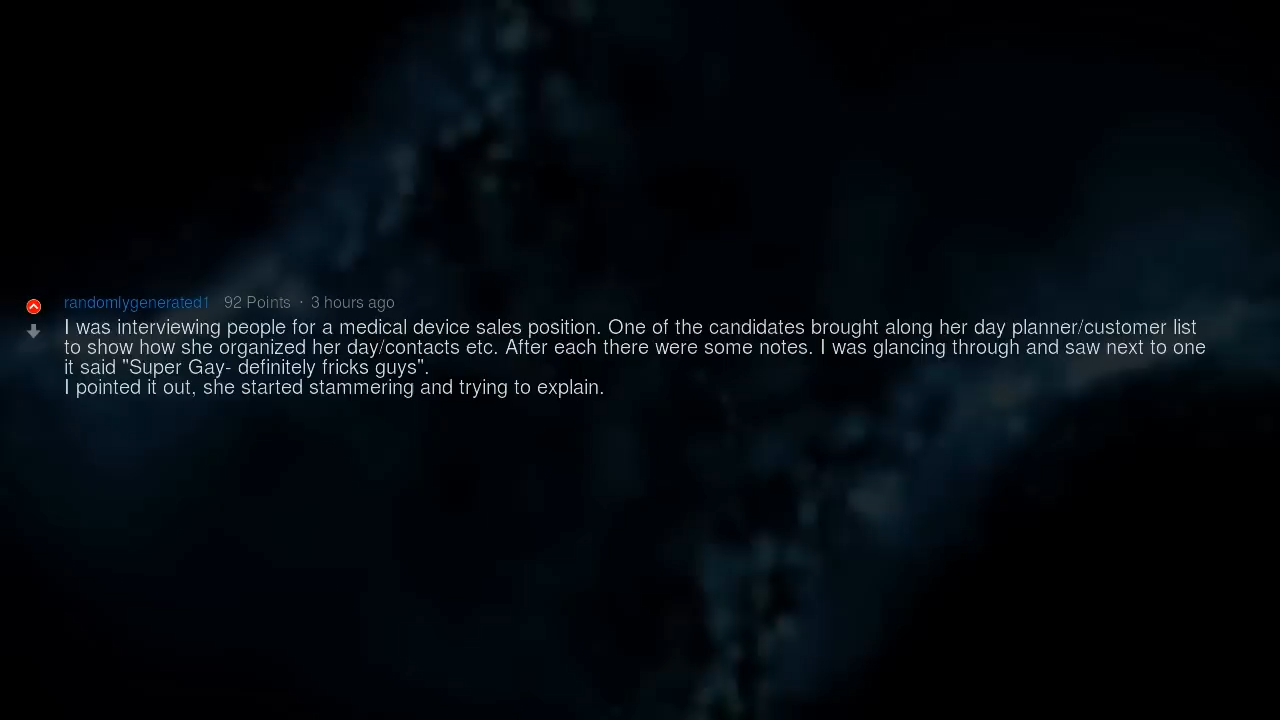 randomlygenerated1 92 Points · 3 hours ago
I was interviewing people for a medical device sales position. One of the candidates brought along her day planner/customer list
to show how she organized her day/contacts etc. After each there were some notes. I was glancing through and saw next to one
it said "Super Gay- definitely fricks guys".
I pointed it out, she started stammering and trying to explain.